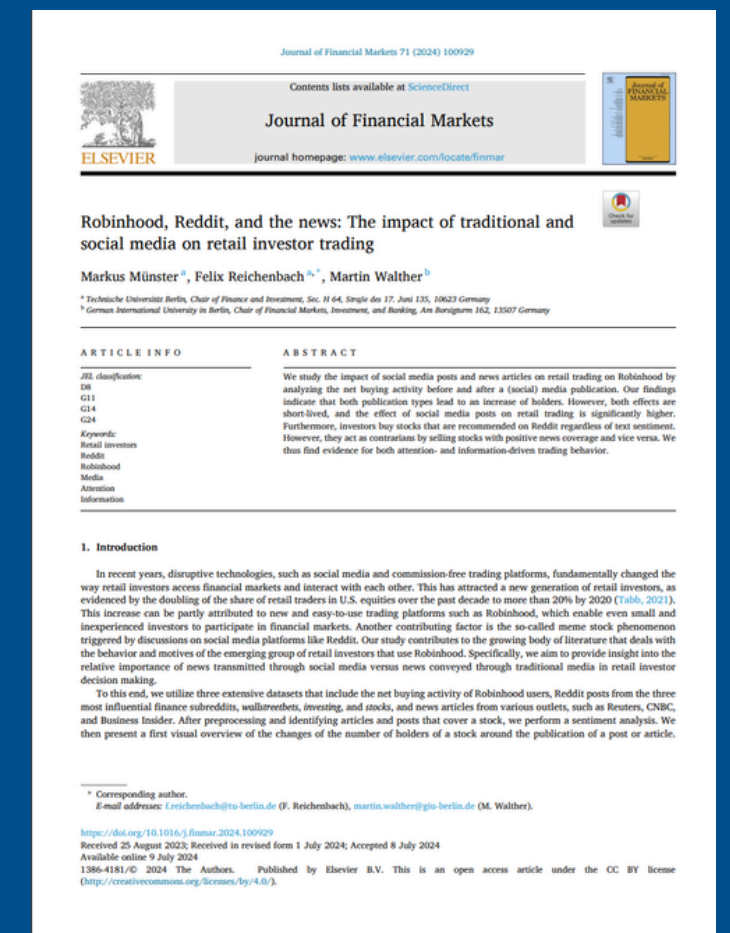 Journal of Financial Markets 71 (2024) 100929
Contents lists available at ScienceDirect
Journal of Financial Markets
journal homepage: www.elsevier.com/locate/finmar
ELSEVIER
Journal of
FINANCIAL
MARKETS
Check for
updates
Robinhood, Reddit, and the news: The impact of traditional and
social media on retail investor trading
Markus Münster a, Felix Reichenbach a,*, Martin Walther b
a Technische Universität Berlin, Chair of Finance and Investment, Sec. H 64, Straße des 17. Juni 135, 10623 Germany
b German International University in Berlin, Chair of Financial Markets, Investment, and Banking, Am Borsigturm 162, 13507 Germany
ARTICLE INFO
JEL classification:
D8
G11
G14
G24
Keywords:
Retail investors
Reddit
Robinhood
Media
Attention
Information
ABSTRACT
We study the impact of social media posts and news articles on retail trading on Robinhood by
analyzing the net buying activity before and after a (social) media publication. Our findings
indicate that both publication types lead to an increase of holders. However, both effects are
short-lived, and the effect of social media posts on retail trading is significantly higher.
Furthermore, investors buy stocks that are recommended on Reddit regardless of text sentiment.
However, they act as contrarians by selling stocks with positive news coverage and vice versa. We
thus find evidence for both attention- and information-driven trading behavior.
1. Introduction
In recent years, disruptive technologies, such as social media and commission-free trading platforms, fundamentally changed the
way retail investors access financial markets and interact with each other. This has attracted a new generation of retail investors, as
evidenced by the doubling of the share of retail traders in U.S. equities over the past decade to more than 20% by 2020 (Tabb, 2021).
This increase can be partly attributed to new and easy-to-use trading platforms such as Robinhood, which enable even small and
inexperienced investors to participate in financial markets. Another contributing factor is the so-called meme stock phenomenon
triggered by discussions on social media platforms like Reddit. Our study contributes to the growing body of literature that deals with
the behavior and motives of the emerging group of retail investors that use Robinhood. Specifically, we aim to provide insight into the
relative importance of news transmitted through social media versus news conveyed through traditional media in retail investor
decision making.
To this end, we utilize three extensive datasets that include the net buying activity of Robinhood users, Reddit posts from the three
most influential finance subreddits, wallstreetbets, investing, and stocks, and news articles from various outlets, such as Reuters, CNBC,
and Business Insider. After preprocessing and identifying articles and posts that cover a stock, we perform a sentiment analysis. We
then present a first visual overview of the changes of the number of holders of a stock around the publication of a post or article.
* Corresponding author.
E-mail addresses: f.reichenbach@tu-berlin.de (F. Reichenbach), martin.walther@giu-berlin.de (M. Walther).
https://doi.org/10.1016/j.finmar.2024.100929
Received 25 August 2023; Received in revised form 1 July 2024; Accepted 8 July 2024
Available online 9 July 2024
1386-4181/© 2024 The Authors. Published by Elsevier B.V. This is an open access article under the CC BY license
(http://creativecommons.org/licenses/by/4.0/).